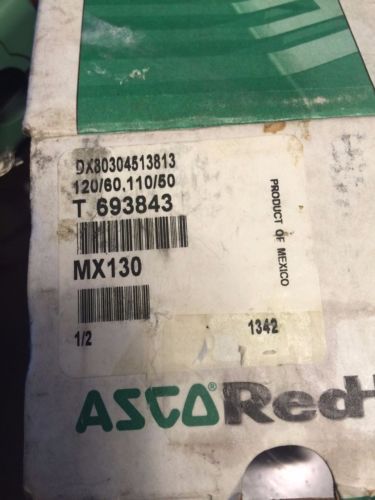 DX80304513813
120/60,110/50
T 693843
PRODUCT OF MEXICO
MX130
1/2
1342
ASCO® Red-